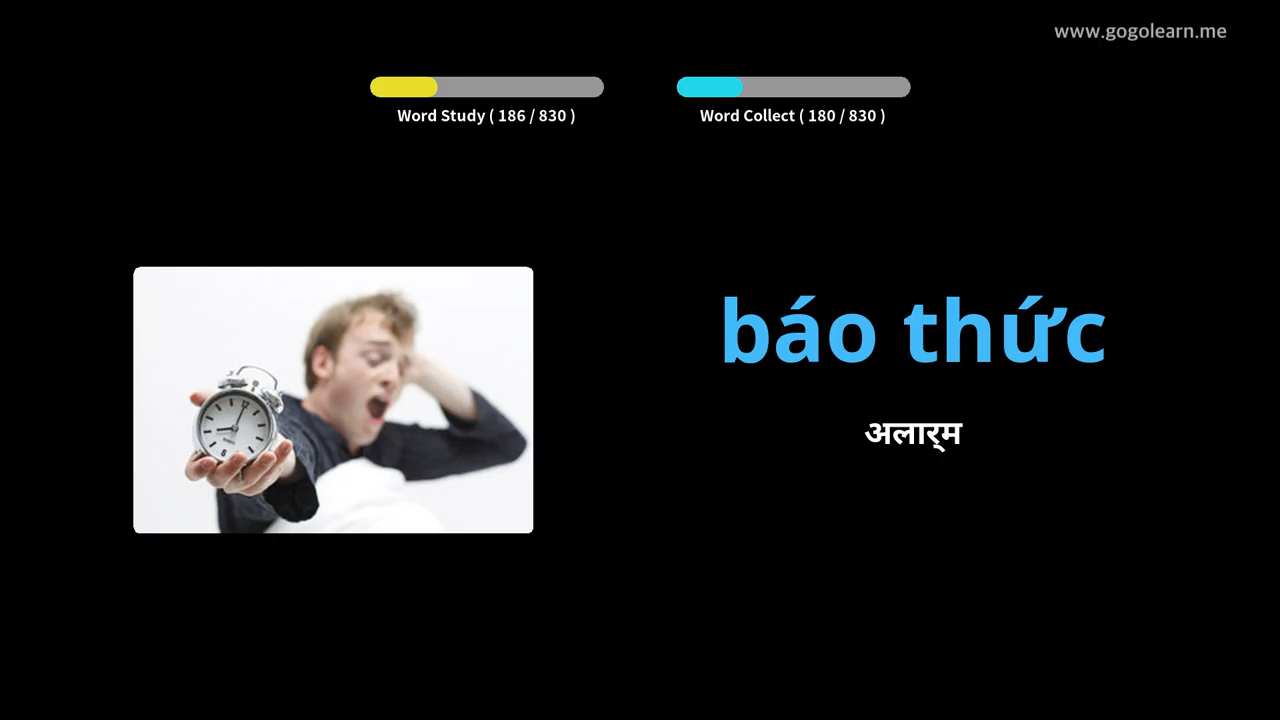 www.gogolearn.me
Word Study ( 186 / 830 )
Word Collect ( 180 / 830 )
báo thức
अलार्म